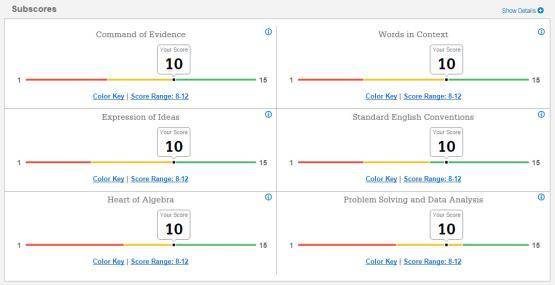 Subscores
Show Details
Command of Evidence
Your Score
10
1
15
Color Key | Score Range: 8-12
Words in Context
Your Score
10
1
15
Color Key | Score Range: 8-12
Expression of Ideas
Your Score
10
1
15
Color Key | Score Range: 8-12
Standard English Conventions
Your Score
10
1
15
Color Key | Score Range: 8-12
Heart of Algebra
Your Score
10
1
15
Color Key | Score Range: 8-12
Problem Solving and Data Analysis
Your Score
10
1
15
Color Key | Score Range: 8-12